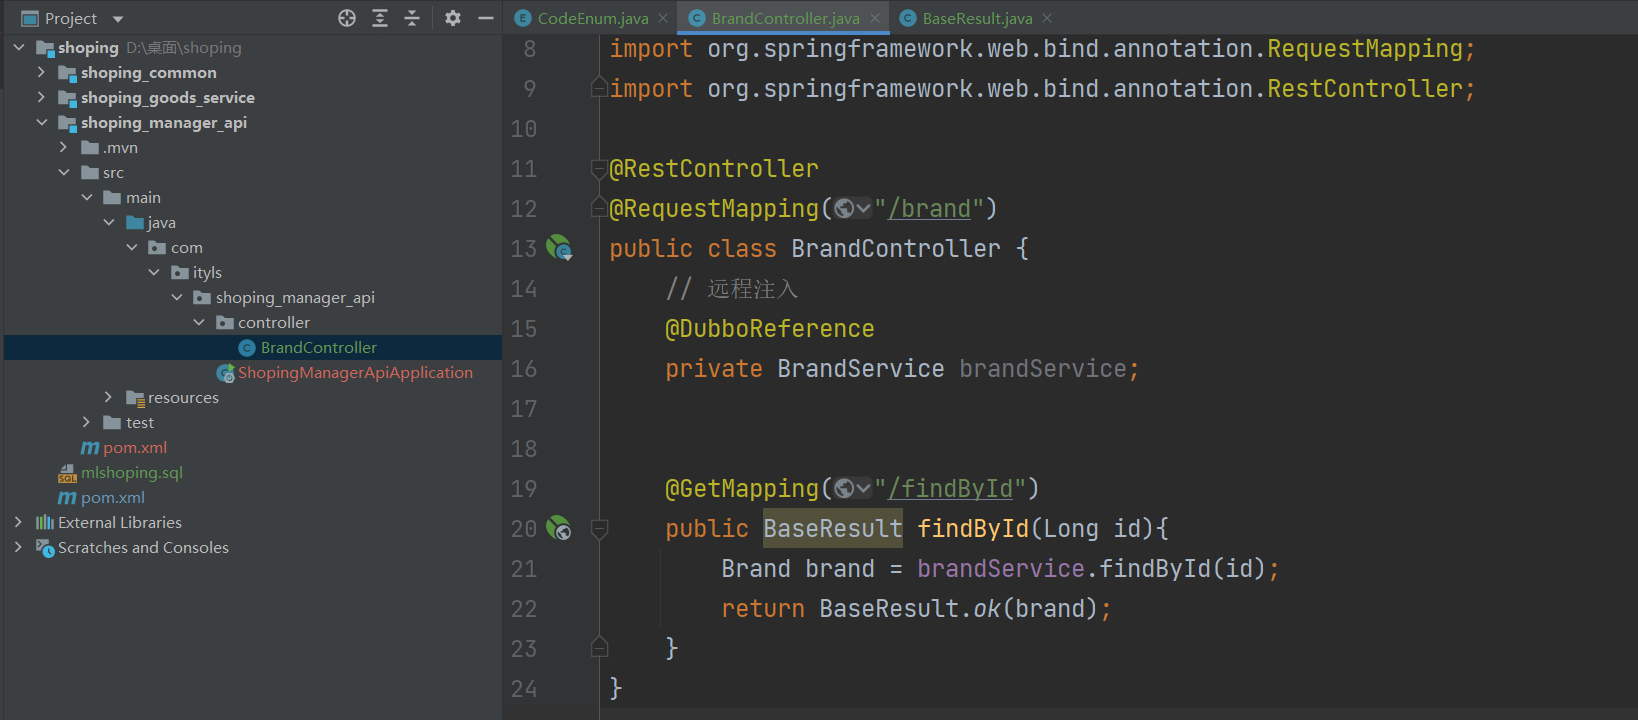 Project
shoping D:\桌面\shoping
shoping_common
shoping_goods_service
shoping_manager_api
.mvn
src
main
java
com
ityls
shoping_manager_api
controller
BrandController
ShopingManagerApiApplication
resources
test
pom.xml
mlshoping.sql
pom.xml
External Libraries
Scratches and Consoles
CodeEnum.java BrandController.java BaseResult.java
8 import org.springframework.web.bind.annotation.RequestMapping;
9 import org.springframework.web.bind.annotation.RestController;
10
11 @RestController
12 @RequestMapping("/brand")
13 public class BrandController {
14 // 远程注入
15 @DubboReference
16 private BrandService brandService;
17
18
19 @GetMapping("/findById")
20 public BaseResult findById(Long id){
21 Brand brand = brandService.findById(id);
22 return BaseResult.ok(brand);
23 }
24 }